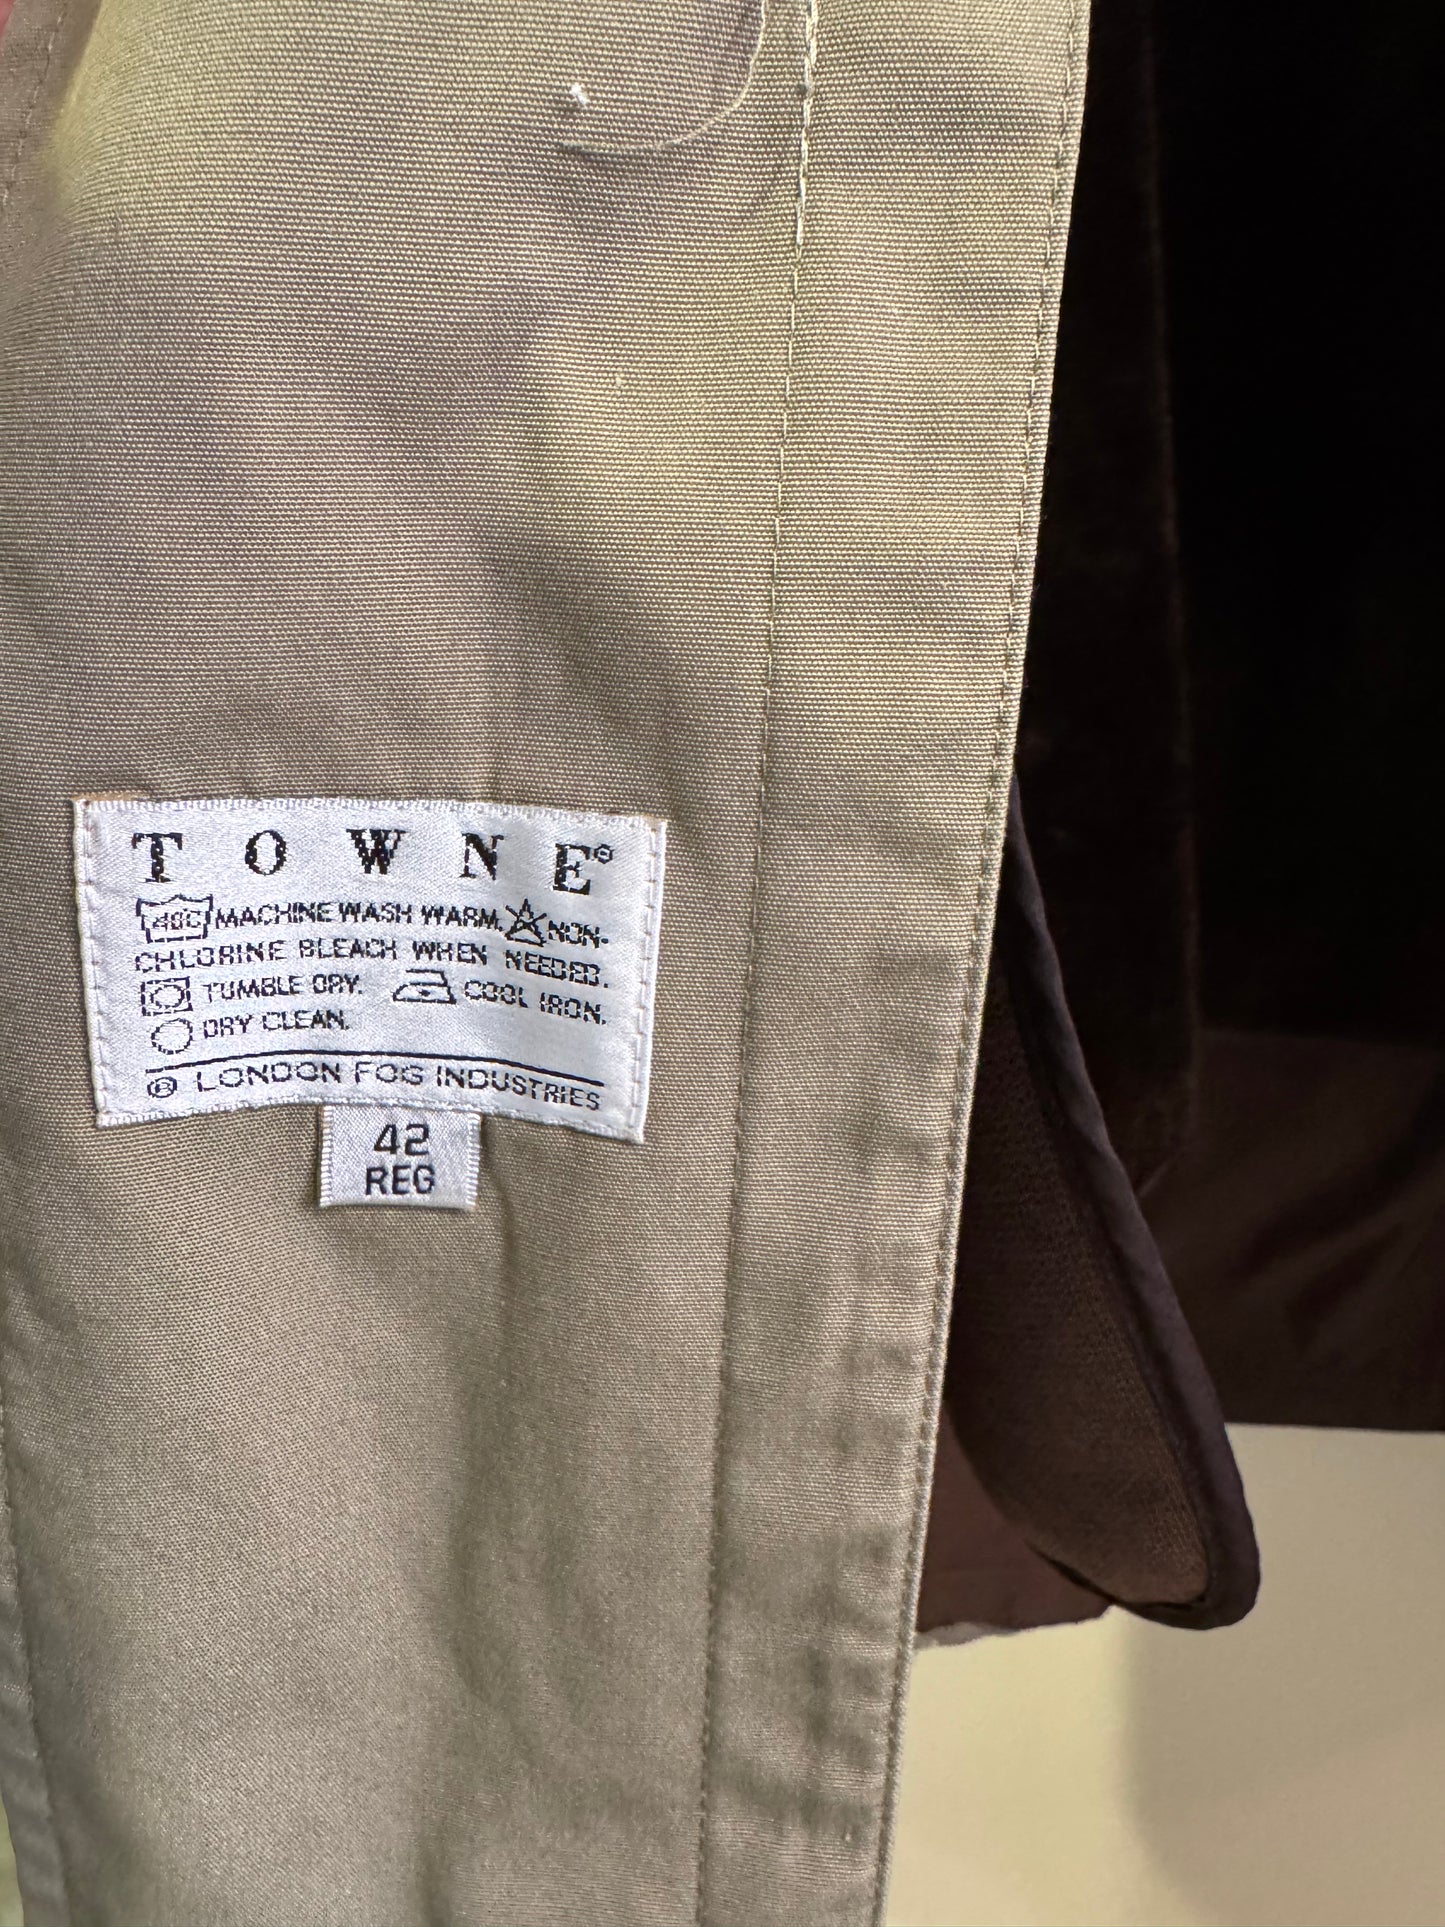 TOWNE®
40C MACHINE WASH WARM. NON-
CHLORINE BLEACH WHEN NEEDED.
TUMBLE DRY. COOL IRON.
DRY CLEAN.
® LONDON FOG INDUSTRIES
42
REG